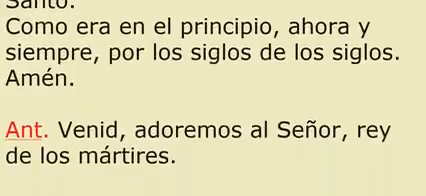 Santo.
Como era en el principio, ahora y
siempre, por los siglos de los siglos.
Amén.
Ant. Venid, adoremos al Señor, rey
de los mártires.